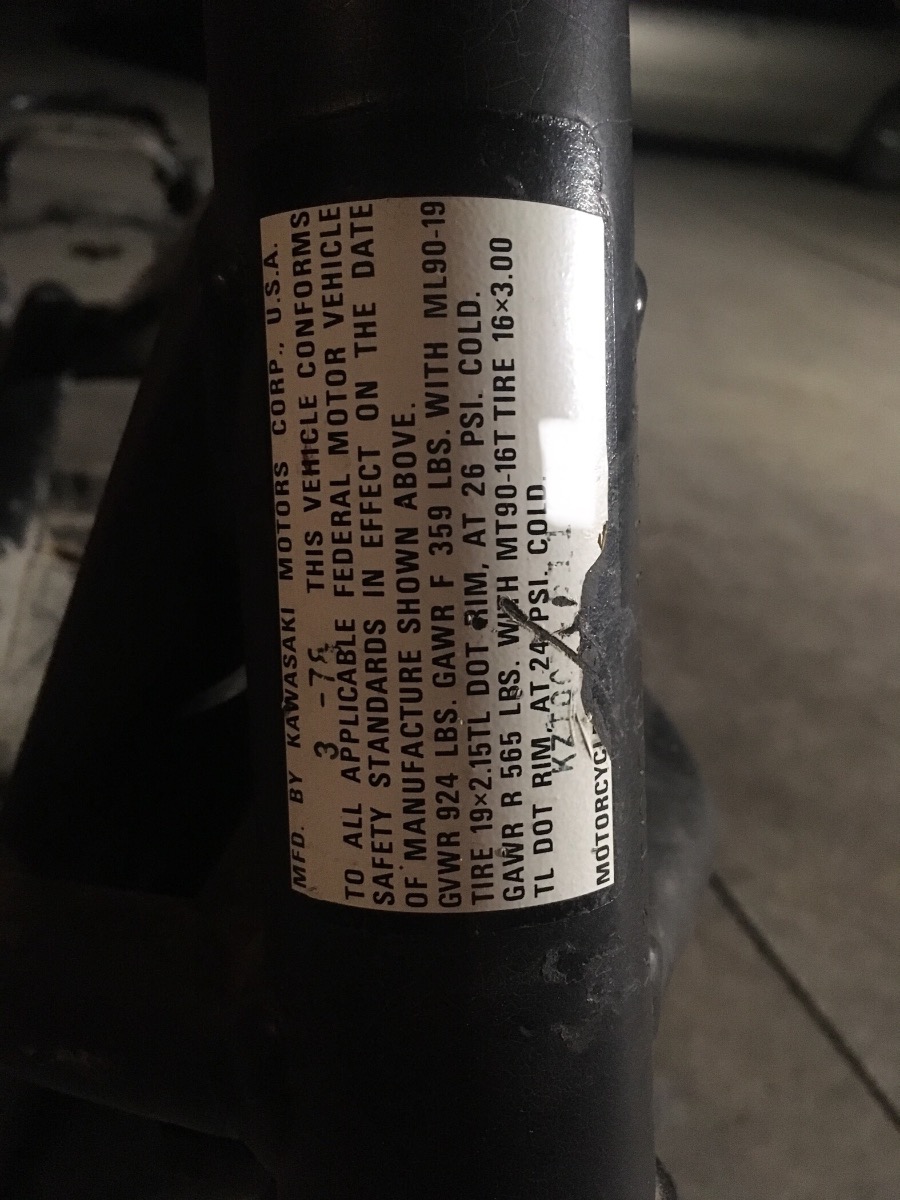 MFD. BY KAWASAKI MOTORS CORP., U.S.A.
3 THIS VEHICLE CONFORMS
TO ALL APPLICABLE FEDERAL MOTOR VEHICLE
SAFETY STANDARDS IN EFFECT ON THE DATE
OF MANUFACTURE SHOWN ABOVE.
GVWR 924 LBS. GAWR F 359 LBS. WITH ML90-19
TIRE 19×2.15TL DOT RIM, AT 26 PSI. COLD.
GAWR R 565 LBS. WITH MT90-16T TIRE 16×3.00
TL DOT RIM, AT 24 PSI. COLD.
MOTORCYCLE